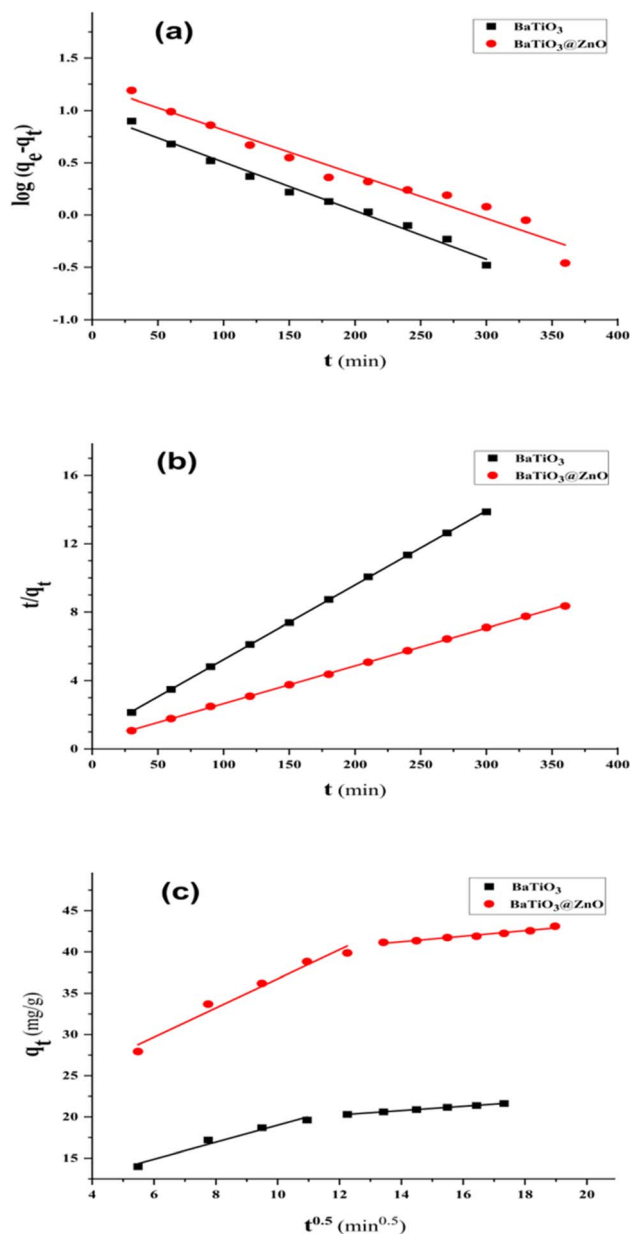 (a)
BaTiO₃
BaTiO₃@ZnO
1.5
1.0
0.5
0.0
-0.5
-1.0
log (qₑ-qₜ)
0 50 100 150 200 250 300 350 400
t (min)
(b)
BaTiO₃
BaTiO₃@ZnO
16
12
8
4
0
t/qₜ
0 50 100 150 200 250 300 350 400
t (min)
(c)
BaTiO₃
BaTiO₃@ZnO
45
40
35
30
25
20
15
qₜ (mg/g)
4 6 8 10 12 14 16 18 20
t⁰·⁵ (min⁰·⁵)